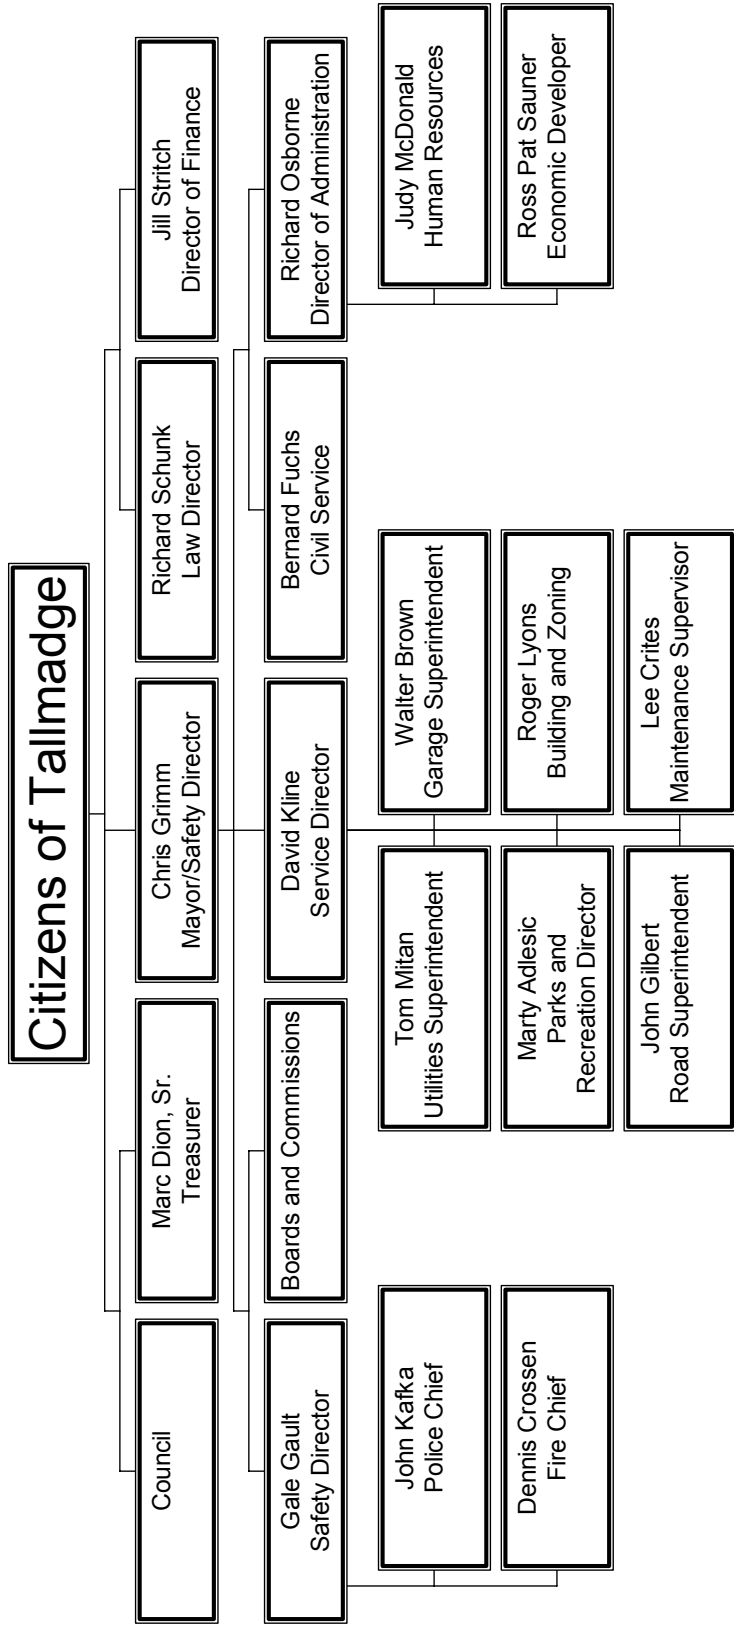 Citizens of Tallmadge
Council
Marc Dion, Sr.
Treasurer
Chris Grimm
Mayor/Safety Director
Richard Schunk
Law Director
Jill Stritch
Director of Finance
Gale Gault
Safety Director
Boards and Commissions
David Kline
Service Director
Bernard Fuchs
Civil Service
Richard Osborne
Director of Administration
John Kafka
Police Chief
Dennis Crossen
Fire Chief
Tom Mitan
Utilities Superintendent
Walter Brown
Garage Superintendent
Marty Adlesic
Parks and
Recreation Director
Roger Lyons
Building and Zoning
John Gilbert
Road Superintendent
Lee Crites
Maintenance Supervisor
Judy McDonald
Human Resources
Ross Pat Sauner
Economic Developer